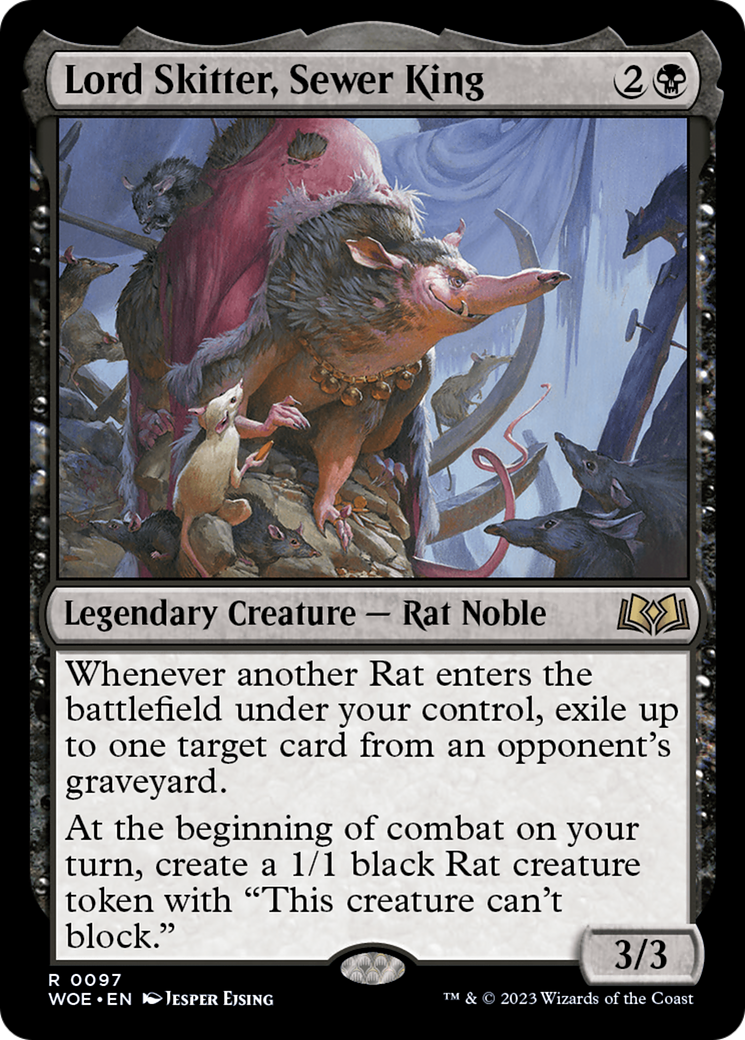 Lord Skitter, Sewer King 2
Legendary Creature — Rat Noble
Whenever another Rat enters the
battlefield under your control, exile up
to one target card from an opponent's
graveyard.
At the beginning of combat on your
turn, create a 1/1 black Rat creature
token with “This creature can't
block.”
3/3
R 0097
WOE • EN Jesper Ejsing
™ & © 2023 Wizards of the Coast